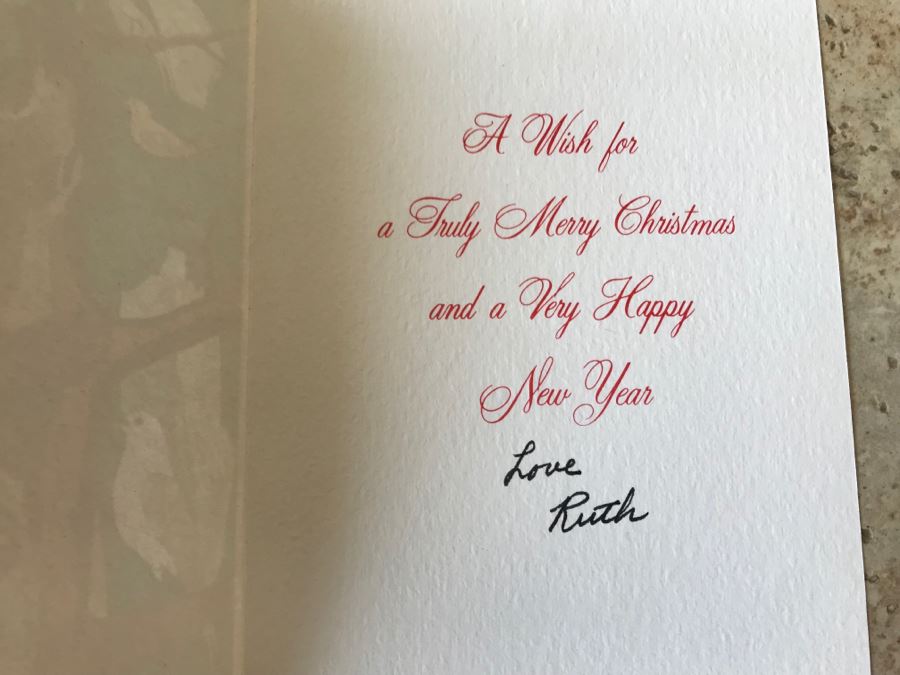 A Wish for
a Truly Merry Christmas
and a Very Happy
New Year
Love
Ruth